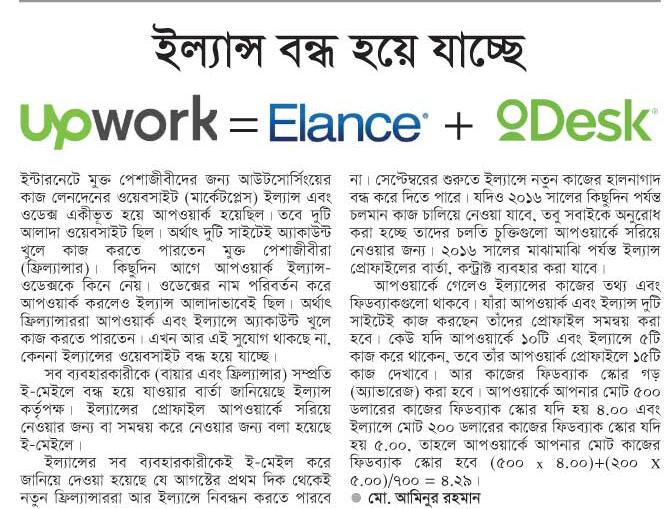 ইল্যান্স বন্ধ হয়ে যাচ্ছে
Upwork = Elance + oDesk
ইন্টারনেটে মুক্ত পেশাজীবীদের জন্য আউটসোর্সিংয়ের
কাজ লেনদেনের ওয়েবসাইট (মার্কেটপ্লেস) ইল্যান্স এবং
ওডেক্স একীভূত হয়ে আপওয়ার্ক হয়েছিল। তবে দুটি
আলাদা ওয়েবসাইট ছিল। অর্থাৎ দুটি সাইটেই অ্যাকাউন্ট
খুলে কাজ করতে পারতেন মুক্ত পেশাজীবীরা
(ফ্রিল্যান্সার)। কিছুদিন আগে আপওয়ার্ক ইল্যান্স-
ওডেক্সকে কিনে নেয়। ওডেক্সের নাম পরিবর্তন করে
আপওয়ার্ক করলেও ইল্যান্স আলাদাভাবেই ছিল। অর্থাৎ
ফ্রিল্যান্সাররা আপওয়ার্ক এবং ইল্যান্সে অ্যাকাউন্ট খুলে
কাজ করতে পারতেন। এখন আর এই সুযোগ থাকছে না,
কেননা ইল্যান্সের ওয়েবসাইট বন্ধ হয়ে যাচ্ছে।
সব ব্যবহারকারীকে (বায়ার এবং ফ্রিল্যান্সার) সম্প্রতি
ই-মেইলে বন্ধ হয়ে যাওয়ার বার্তা জানিয়েছে ইল্যান্স
কর্তৃপক্ষ। ইল্যান্সের প্রোফাইল আপওয়ার্কে সরিয়ে
নেওয়ার জন্য বা সমন্বয় করে নেওয়ার জন্য বলা হয়েছে
ই-মেইলে।
ইল্যান্সের সব ব্যবহারকারীকেই ই-মেইল করে
জানিয়ে দেওয়া হয়েছে যে আগস্টের প্রথম দিক থেকেই
নতুন ফ্রিল্যান্সাররা আর ইল্যান্সে নিবন্ধন করতে পারবে
না। সেপ্টেম্বরের শুরুতে ইল্যান্সে নতুন কাজের হালনাগাদ
বন্ধ করে দিতে পারে। যদিও ২০১৬ সালের কিছুদিন পর্যন্ত
চলমান কাজ চালিয়ে নেওয়া যাবে, তবু সবাইকে অনুরোধ
করা হচ্ছে তাদের চলতি চুক্তিগুলো আপওয়ার্কে সরিয়ে
নেওয়ার জন্য। ২০১৬ সালের মাঝামাঝি পর্যন্ত ইল্যান্স
প্রোফাইলের বার্তা, কন্ট্রাক্ট ব্যবহার করা যাবে।
আপওয়ার্কে গেলেও ইল্যান্সের কাজের তথ্য এবং
ফিডব্যাকগুলো থাকবে। যাঁরা আপওয়ার্ক এবং ইল্যান্স দুটি
সাইটেই কাজ করছেন তাঁদের প্রোফাইল সমন্বয় করা
হবে। কেউ যদি আপওয়ার্কে ১০টি এবং ইল্যান্সে ৫টি
কাজ করে থাকেন, তবে তাঁর আপওয়ার্ক প্রোফাইলে ১৫টি
কাজ দেখাবে। আর কাজের ফিডব্যাক স্কোর গড়
(অ্যাভারেজ) করা হবে। আপওয়ার্কে আপনার মোট ৫০০
ডলারের কাজের ফিডব্যাক স্কোর যদি হয় ৪.০০ এবং
ইল্যান্সে মোট ২০০ ডলারের কাজের ফিডব্যাক স্কোর যদি
হয় ৫.০০, তাহলে আপওয়ার্কে আপনার মোট কাজের
ফিডব্যাক স্কোর হবে (৫০০ x ৪.০০)+(২০০ X
৫.০০)/৭০০ = ৪.২৯।
● মো. আমিনুর রহমান